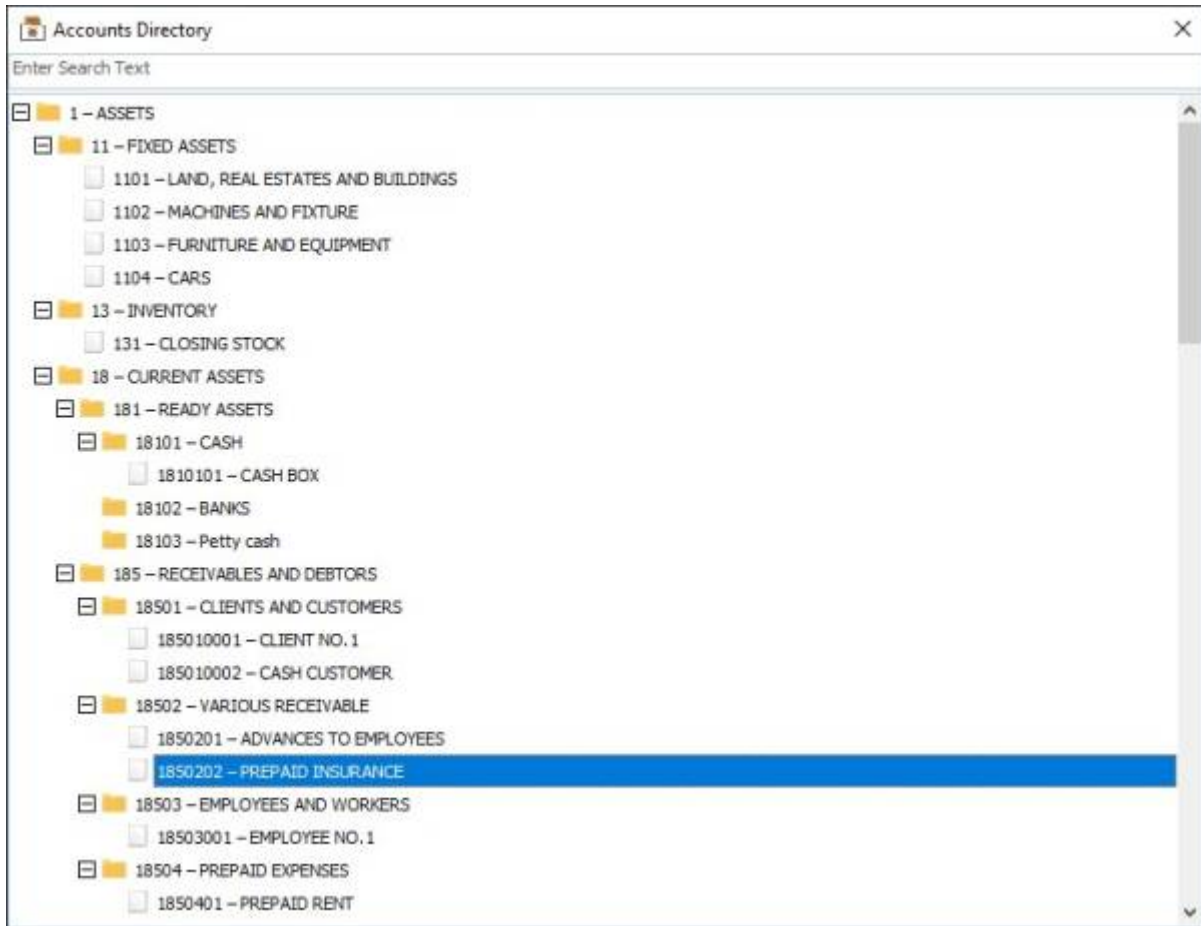 Accounts Directory
Enter Search Text
1 – ASSETS
11 – FIXED ASSETS
1101 – LAND, REAL ESTATES AND BUILDINGS
1102 – MACHINES AND FIXTURE
1103 – FURNITURE AND EQUIPMENT
1104 – CARS
13 – INVENTORY
131 – CLOSING STOCK
18 – CURRENT ASSETS
181 – READY ASSETS
18101 – CASH
1810101 – CASH BOX
18102 – BANKS
18103 – Petty cash
185 – RECEIVABLES AND DEBTORS
18501 – CLIENTS AND CUSTOMERS
185010001 – CLIENT NO. 1
185010002 – CASH CUSTOMER
18502 – VARIOUS RECEIVABLE
1850201 – ADVANCES TO EMPLOYEES
1850202 – PREPAID INSURANCE
18503 – EMPLOYEES AND WORKERS
18503001 – EMPLOYEE NO. 1
18504 – PREPAID EXPENSES
1850401 – PREPAID RENT